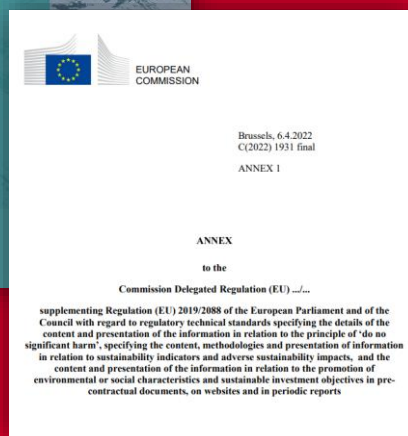 EUROPEAN
COMMISSION
Brussels, 6.4.2022
C(2022) 1931 final
ANNEX 1
ANNEX
to the
Commission Delegated Regulation (EU) .../...
supplementing Regulation (EU) 2019/2088 of the European Parliament and of the
Council with regard to regulatory technical standards specifying the details of the
content and presentation of the information in relation to the principle of ‘do no
significant harm’, specifying the content, methodologies and presentation of information
in relation to sustainability indicators and adverse sustainability impacts, and the
content and presentation of the information in relation to the promotion of
environmental or social characteristics and sustainable investment objectives in pre-
contractual documents, on websites and in periodic reports